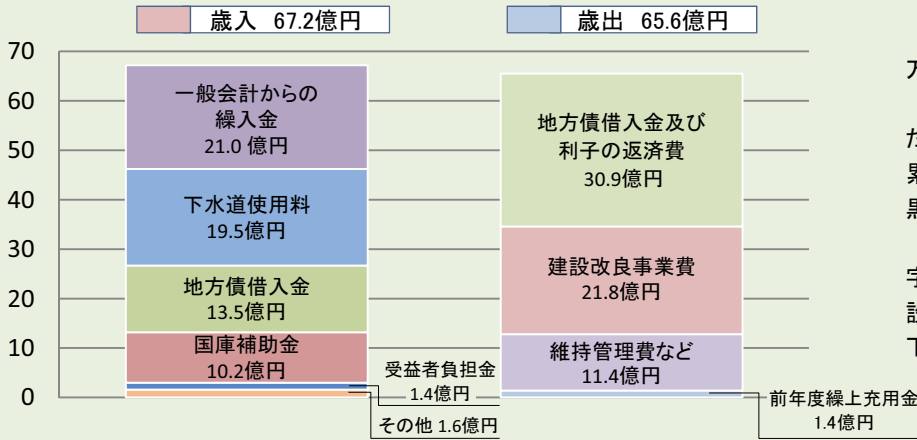 歳入 67.2億円
歳出 65.6億円
70
60
50
40
30
20
10
0
一般会計からの
繰入金
21.0 億円
下水道使用料
19.5億円
地方債借入金
13.5億円
国庫補助金
10.2億円
受益者負担金
1.4億円
その他 1.6億円
地方債借入金及び
利子の返済費
30.9億円
建設改良事業費
21.8億円
維持管理費など
11.4億円
前年度繰上充用金
1.4億円